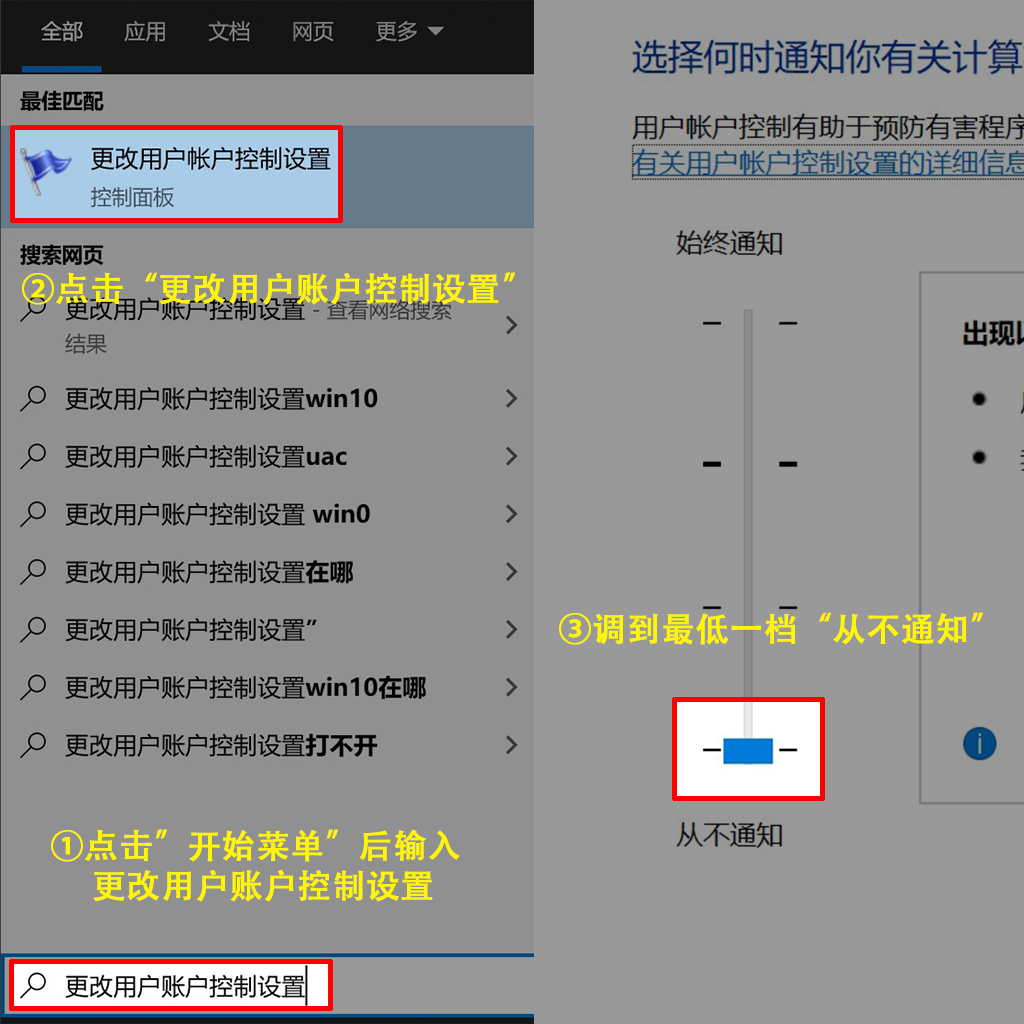 全部 应用 文档 网页 更多
最佳匹配
更改用户帐户控制设置
控制面板
搜索网页
②点击“更改用户账户控制设置”
更改用户账户控制设置 - 查看网络搜索
结果
更改用户账户控制设置win10
更改用户账户控制设置uac
更改用户账户控制设置 win0
更改用户账户控制设置在哪
更改用户账户控制设置”
更改用户账户控制设置win10在哪
更改用户账户控制设置打不开
①点击”开始菜单”后输入
更改用户账户控制设置
更改用户账户控制设置
选择何时通知你有关计算
用户帐户控制有助于预防有害程序
有关用户帐户控制设置的详细信息
始终通知
出现以
③调到最低一档“从不通知”
从不通知